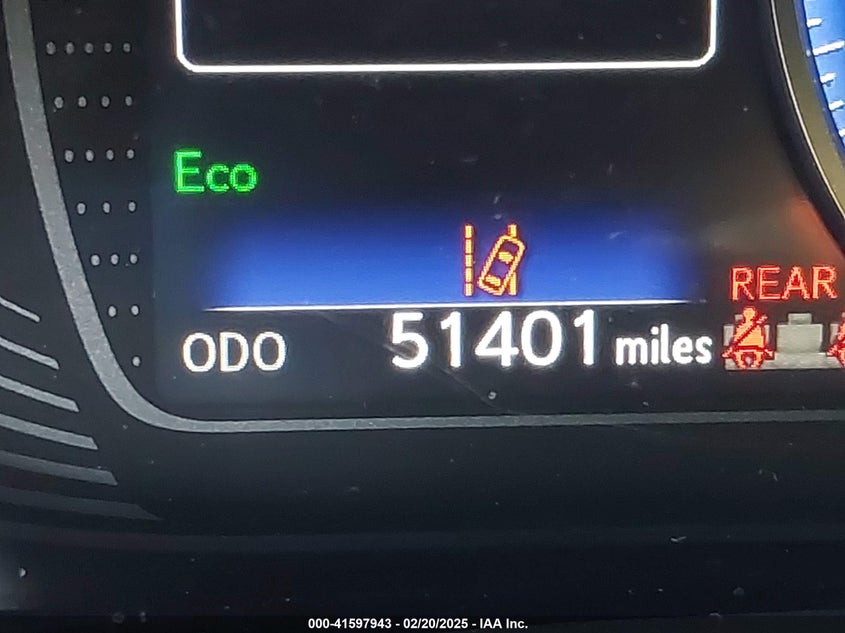 Eco
REAR
ODO 51401 miles
000-41597943 - 02/20/2025 - IAA Inc.